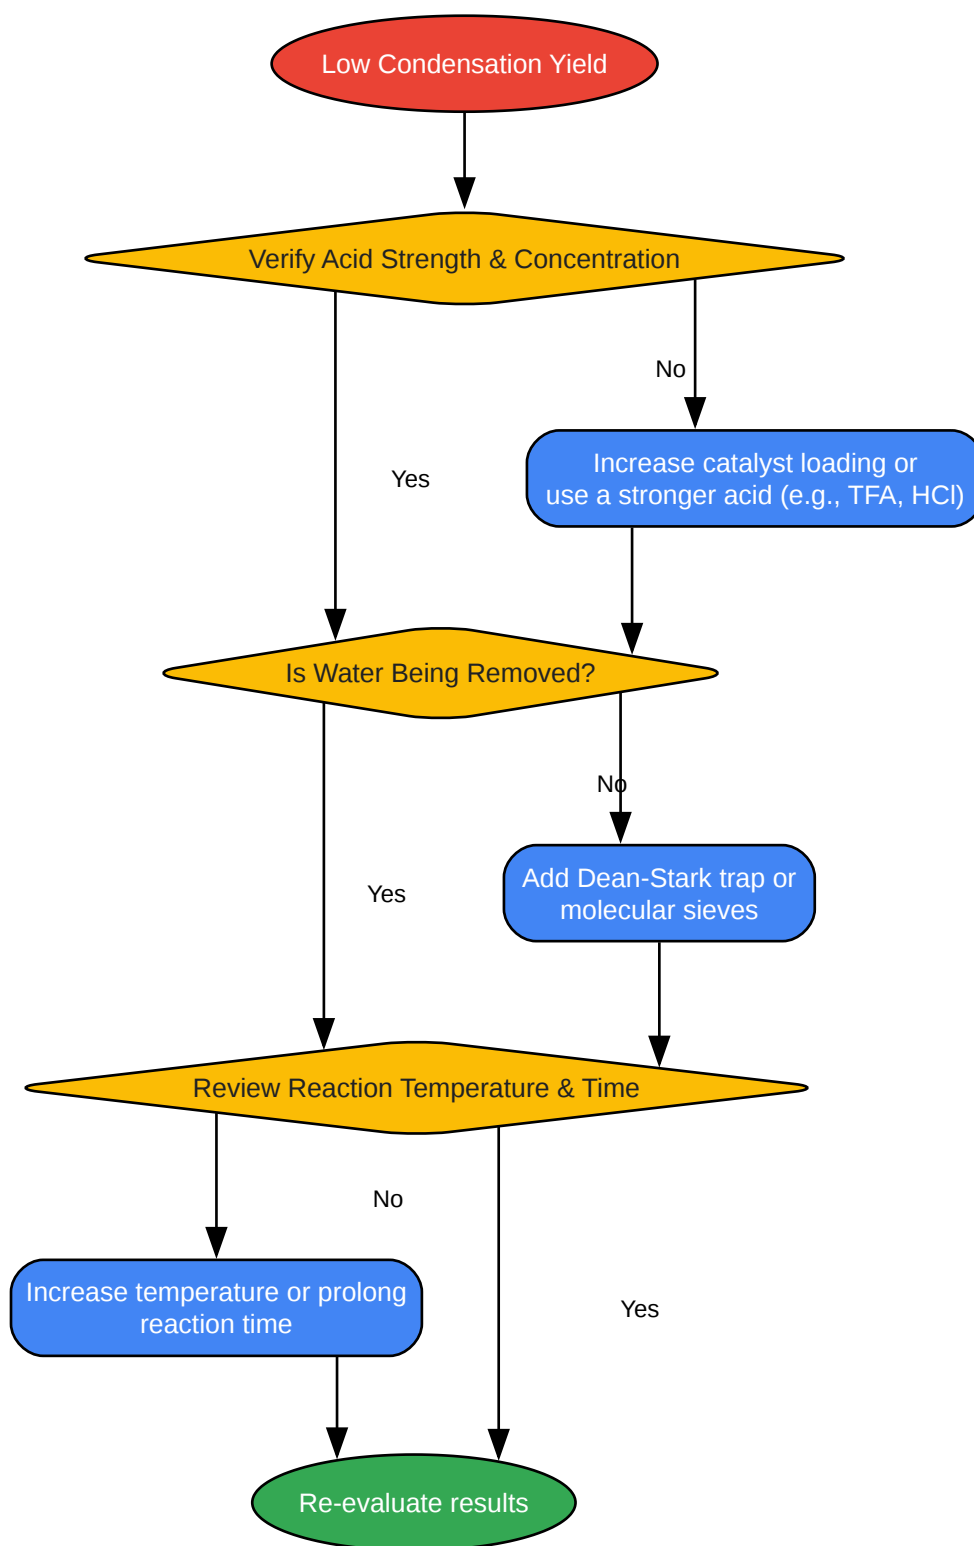 Low Condensation Yield
Verify Acid Strength & Concentration
No
Increase catalyst loading or
use a stronger acid (e.g., TFA, HCl)
Yes
Is Water Being Removed?
No
Add Dean-Stark trap or
molecular sieves
Yes
Review Reaction Temperature & Time
No
Increase temperature or prolong
reaction time
Yes
Re-evaluate results